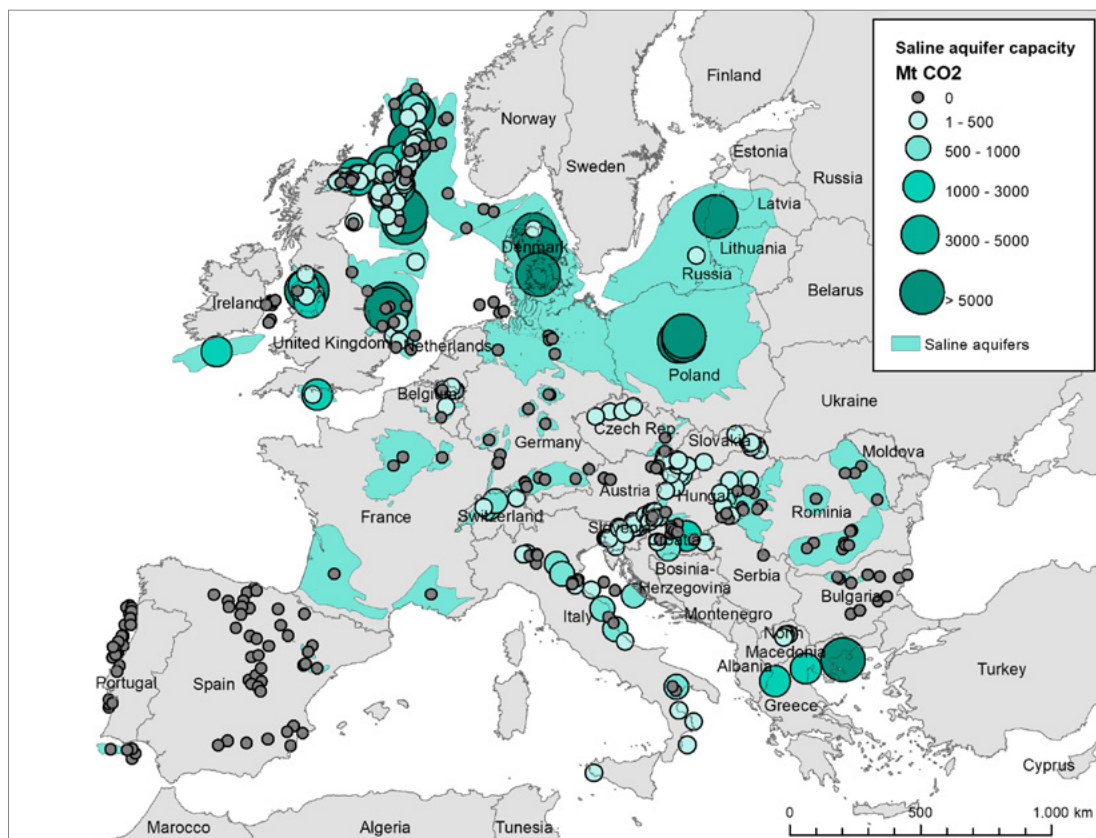 Saline aquifer capacity
Mt CO2
0
1 - 500
500 - 1000
1000 - 3000
3000 - 5000
> 5000
Saline aquifers
Finland
Norway
Sweden
Estonia
Russia
Latvia
Denmark
Lithuania
Russia
Ireland
Belarus
United Kingdom
Netherlands
Poland
Belgium
Ukraine
Czech Rep.
Germany
Slovakia
Moldova
Austria
Hungary
France
Switzerland
Rominia
Slovenia
Croatia
Bosinia-
Herzegovina
Serbia
Bulgaria
Italy
Montenegro
North
Macedonia
Portugal
Spain
Albania
Turkey
Greece
Cyprus
0
500
1.000 km
Marocco
Algeria
Tunesia